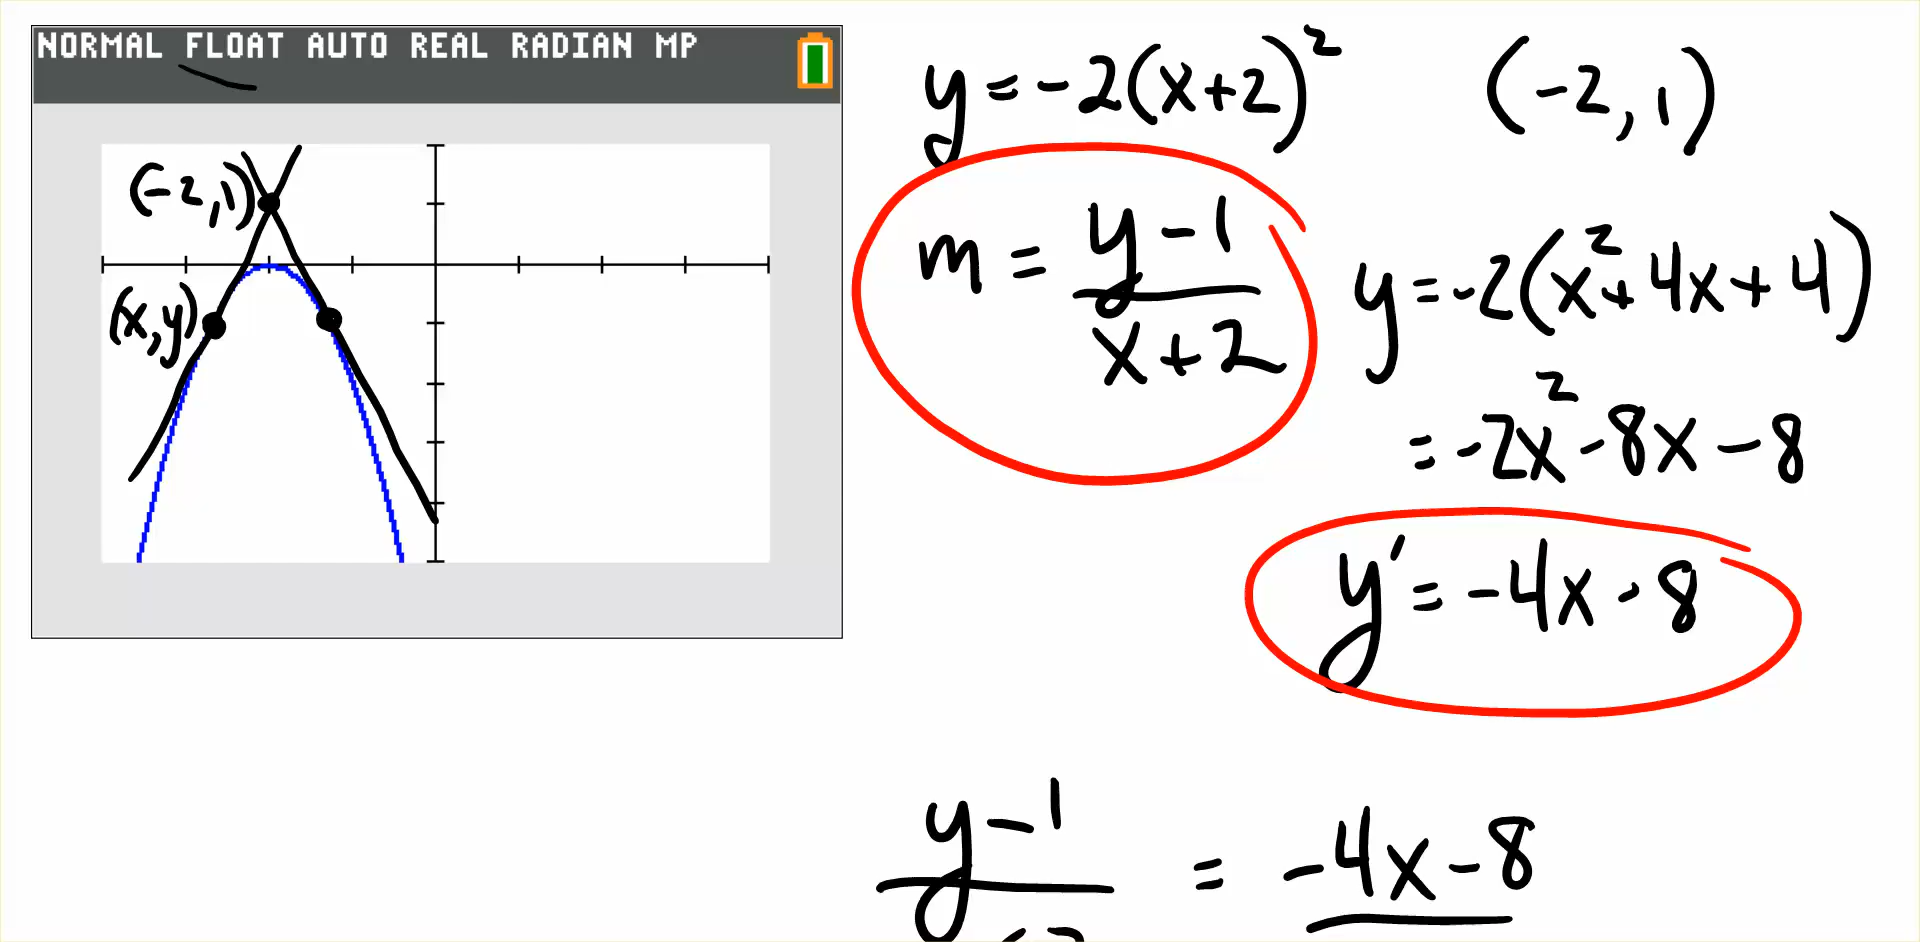 NORMAL FLOAT AUTO REAL RADIAN MP
(-2,1)
(x,y)
y = -2(x+2)² (-2,1)
m = y-1 / x+2
y = -2(x²+4x+4)
= -2x² - 8x - 8
y' = -4x - 8
y-1 = -4x-8